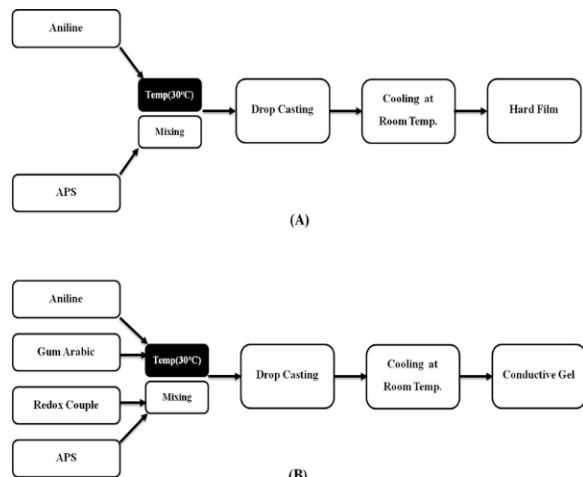 Aniline
Temp(30°C)
Mixing
APS
Drop Casting
Cooling at
Room Temp.
Hard Film
(A)
Aniline
Gum Arabic
Redox Couple
APS
Temp(30°C)
Mixing
Drop Casting
Cooling at
Room Temp.
Conductive Gel
(B)